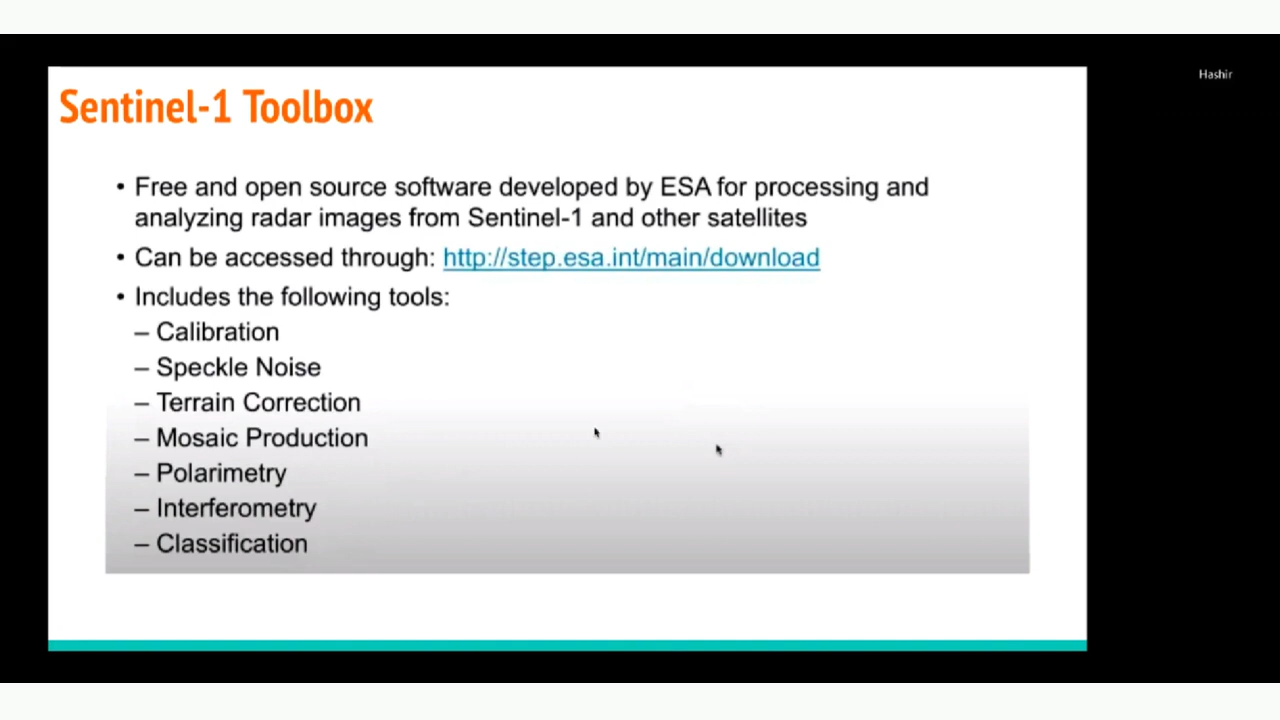 Hashir
Sentinel-1 Toolbox
• Free and open source software developed by ESA for processing and
analyzing radar images from Sentinel-1 and other satellites
• Can be accessed through: http://step.esa.int/main/download
• Includes the following tools:
– Calibration
– Speckle Noise
– Terrain Correction
– Mosaic Production
– Polarimetry
– Interferometry
– Classification